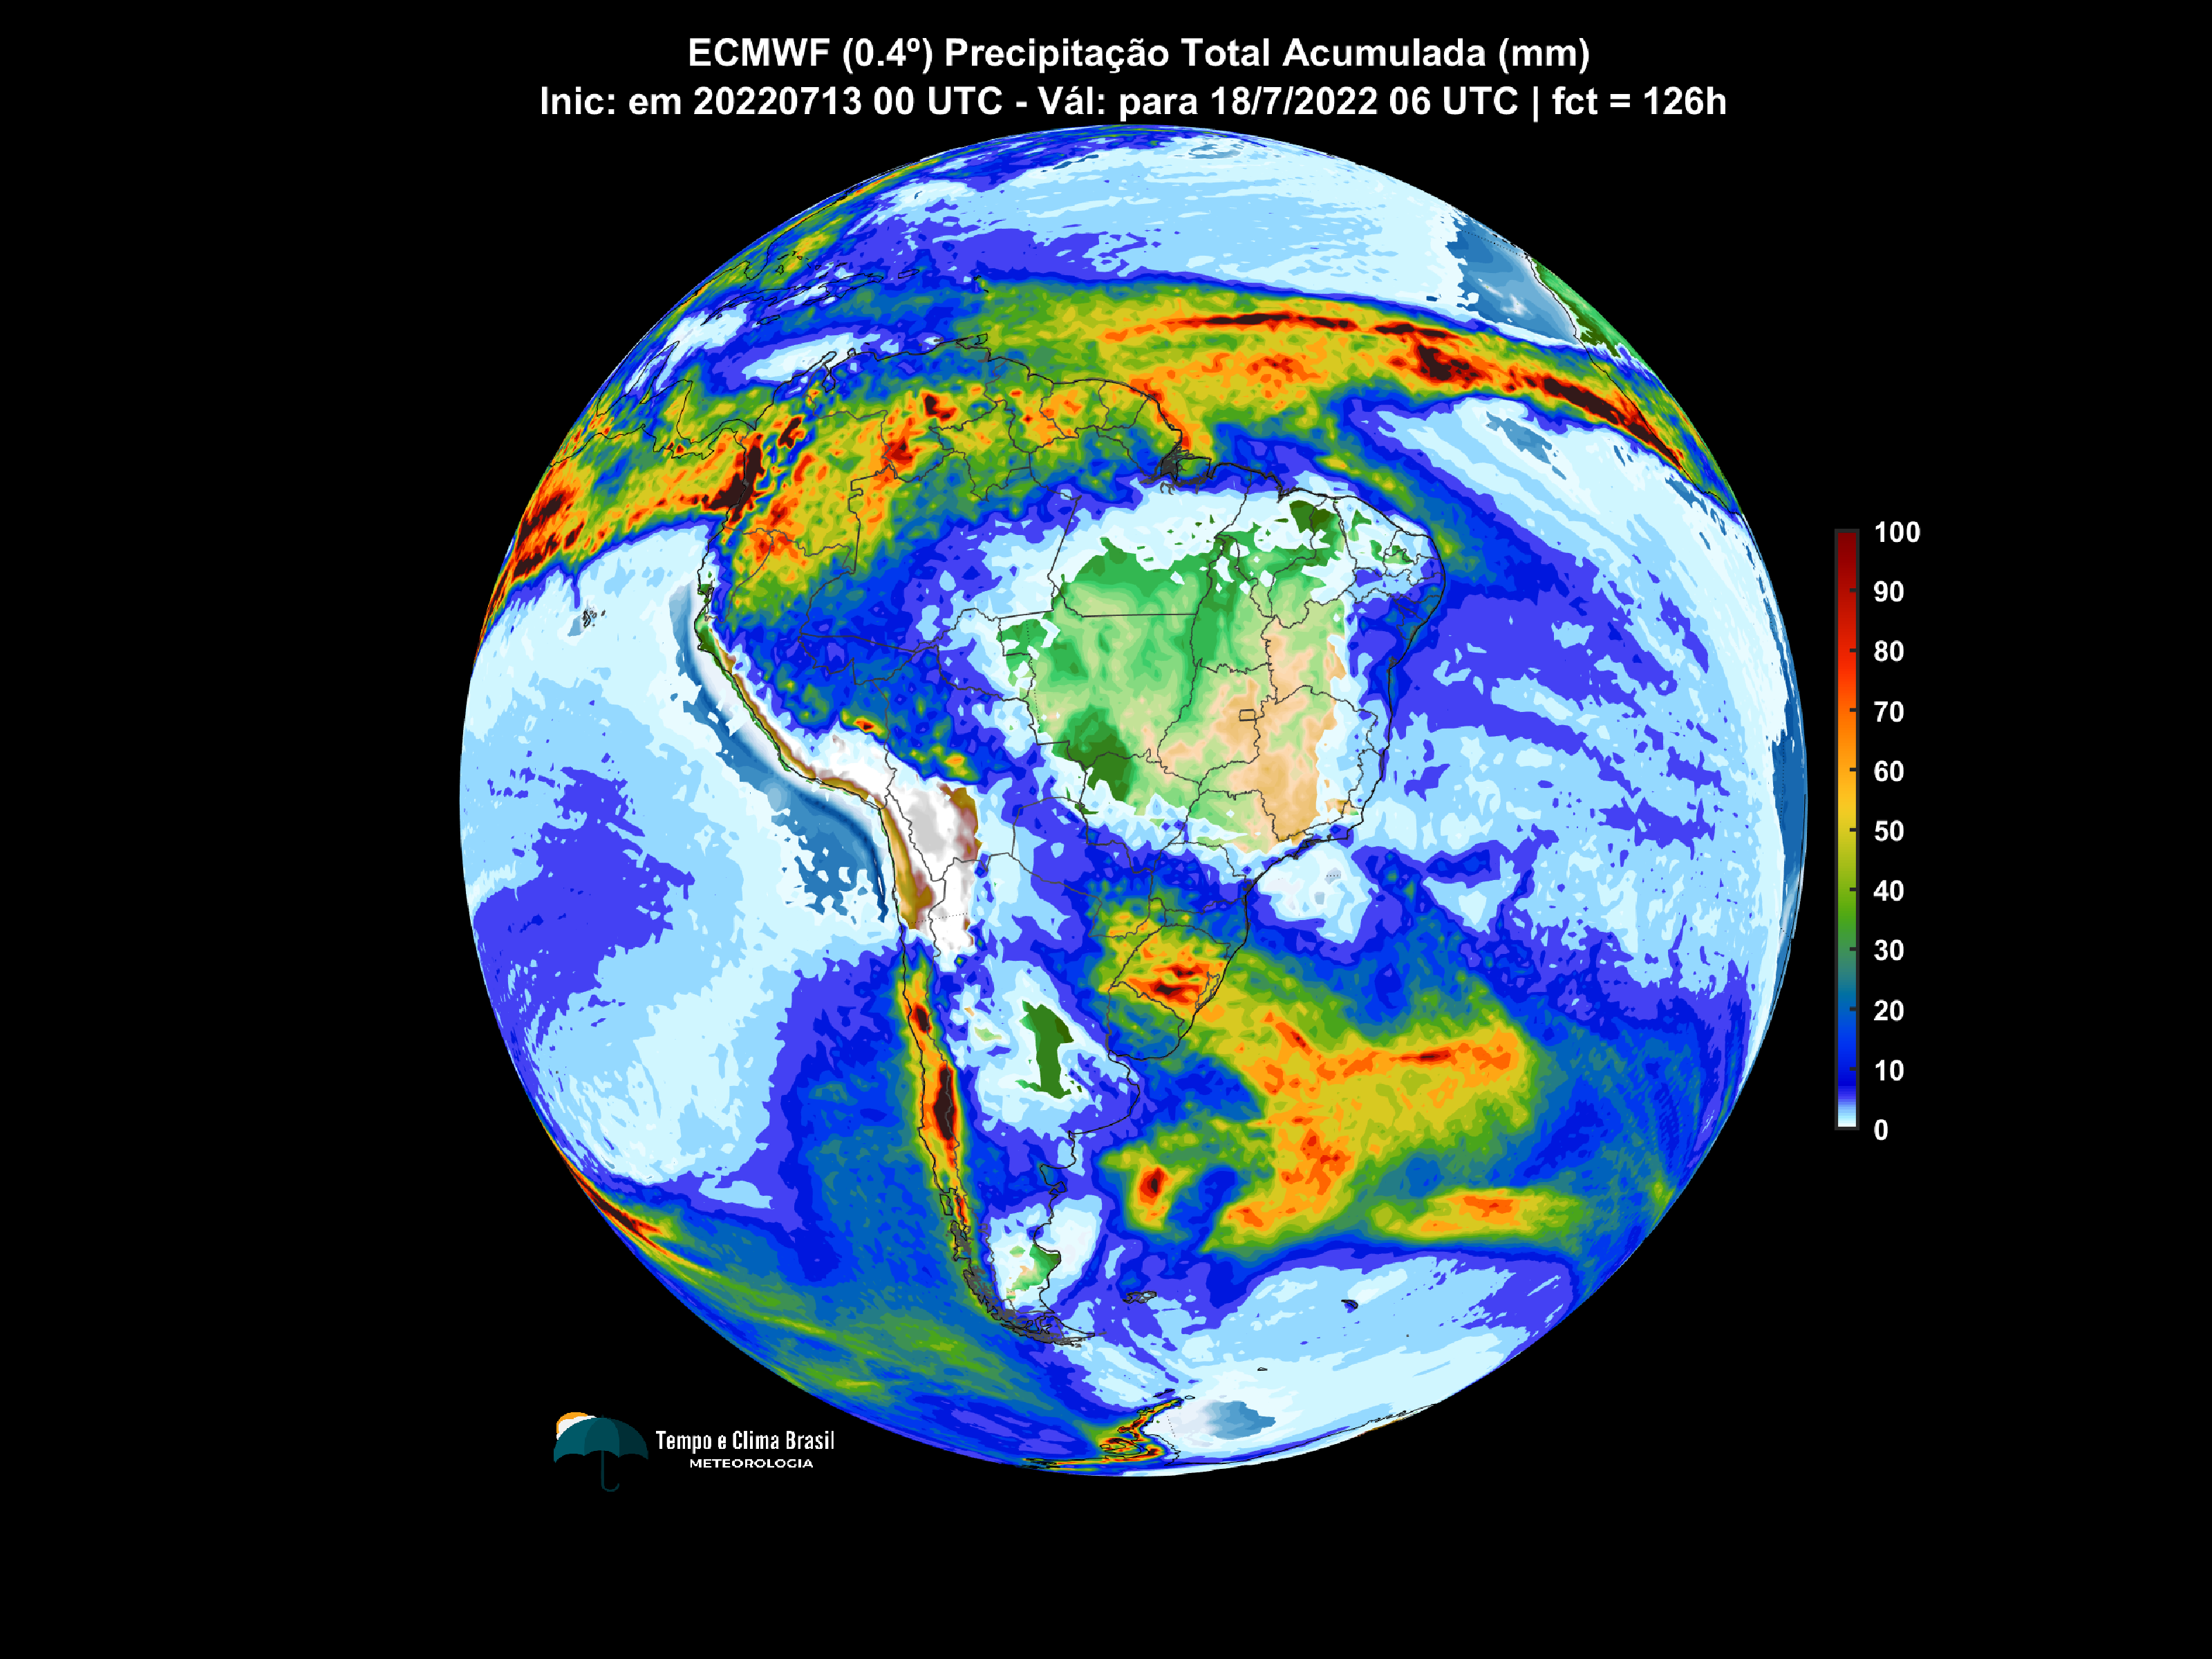 ECMWF (0.4º) Precipitação Total Acumulada (mm)
Inic: em 20220713 00 UTC - Vál: para 18/7/2022 06 UTC | fct = 126h
100
90
80
70
60
50
40
30
20
10
0
Tempo e Clima Brasil
METEOROLOGIA